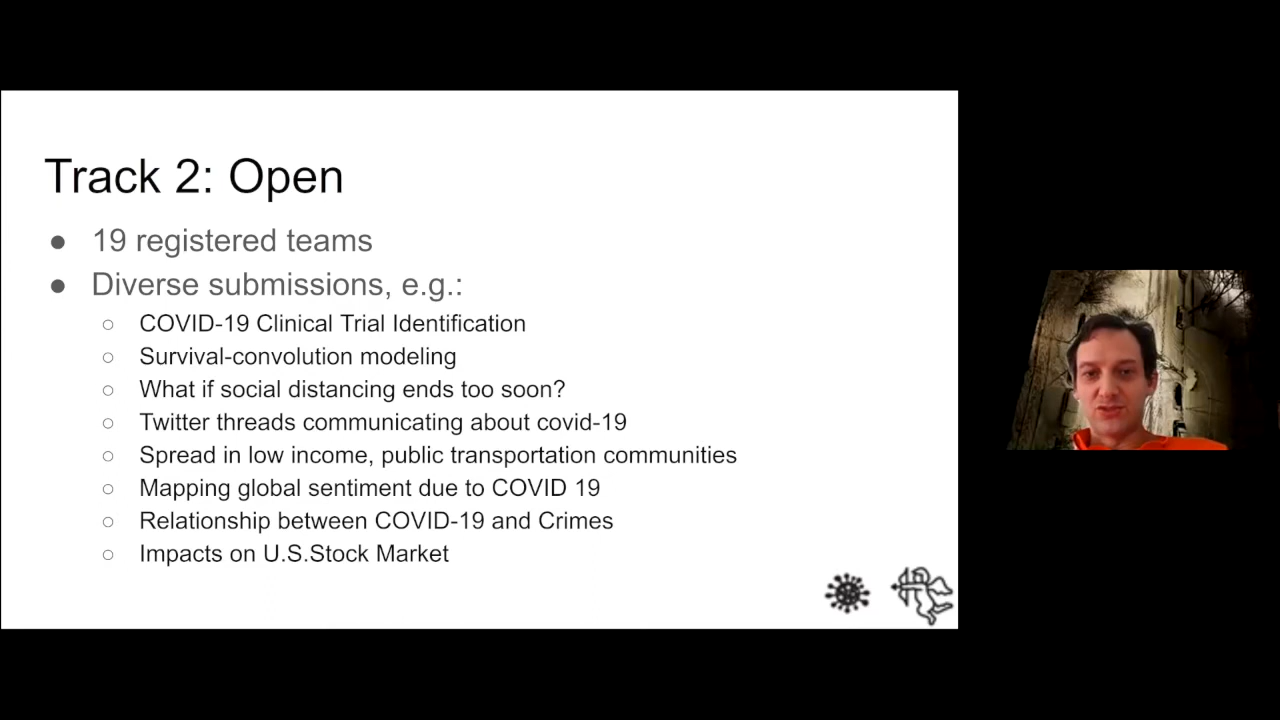 Track 2: Open
● 19 registered teams
● Diverse submissions, e.g.:
○ COVID-19 Clinical Trial Identification
○ Survival-convolution modeling
○ What if social distancing ends too soon?
○ Twitter threads communicating about covid-19
○ Spread in low income, public transportation communities
○ Mapping global sentiment due to COVID 19
○ Relationship between COVID-19 and Crimes
○ Impacts on U.S.Stock Market